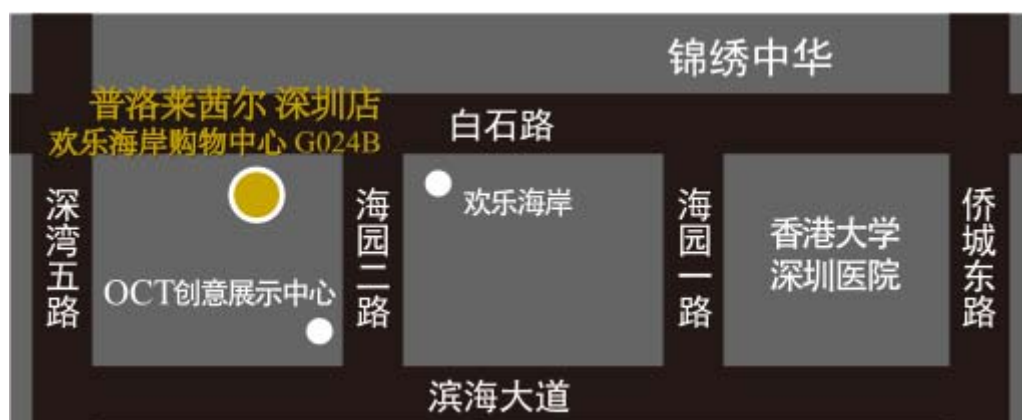 锦绣中华
普洛莱茜尔 深圳店
欢乐海岸购物中心 G024B
白石路
深湾五路
海园二路
欢乐海岸
海园一路
香港大学
深圳医院
侨城东路
OCT创意展示中心
滨海大道